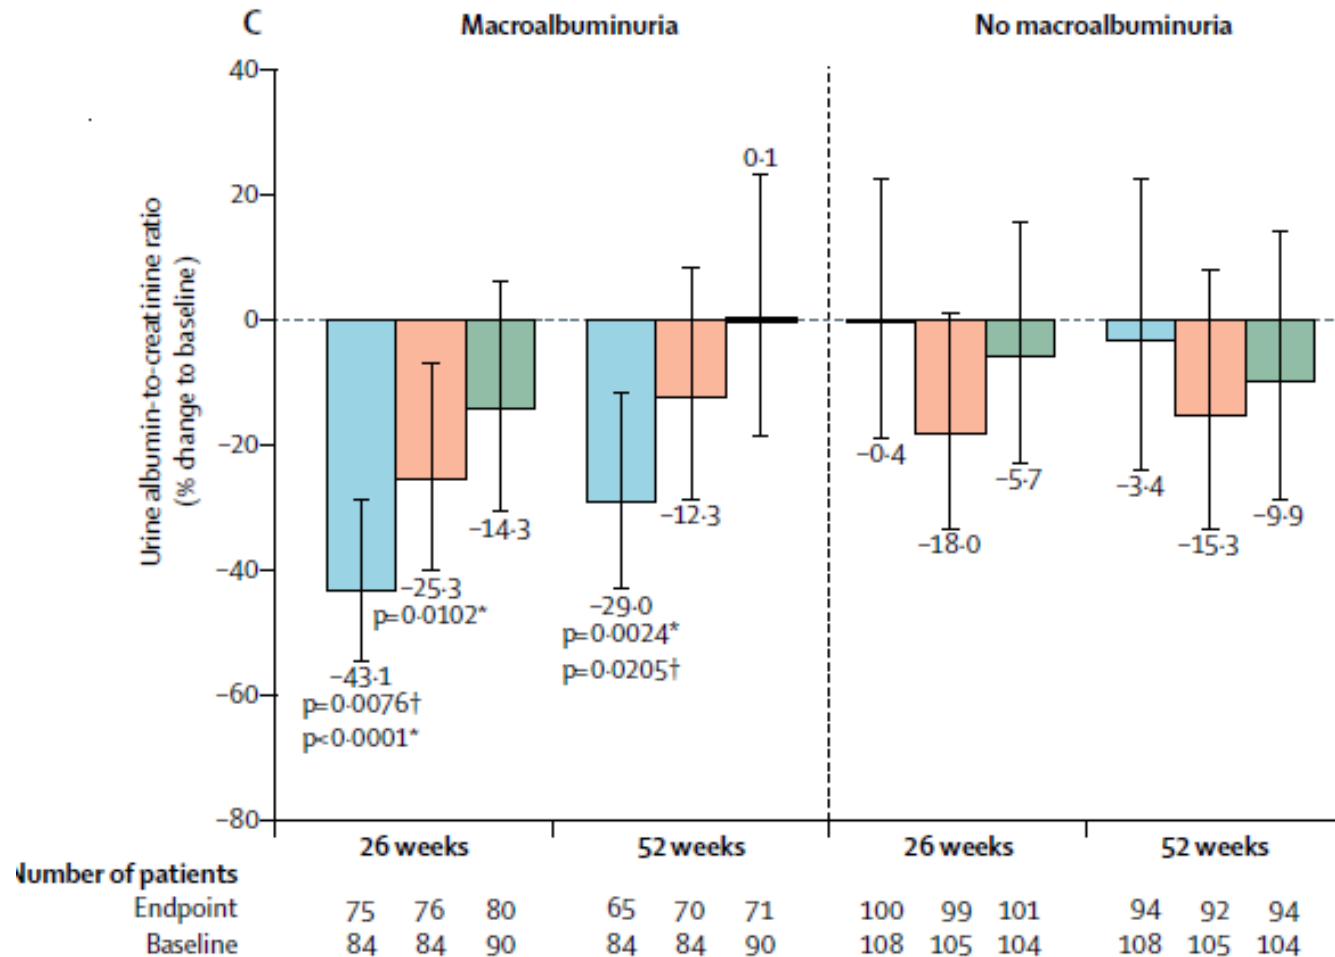 C
Macroalbuminuria
No macroalbuminuria
Urine albumin-to-creatinine ratio
(% change to baseline)
40
20
0
−20
−40
−60
−80
−43·1
p=0·0076†
p<0·0001*
−25·3
p=0·0102*
−14·3
−29·0
p=0·0024*
p=0·0205†
−12·3
0·1
−0·4
−18·0
−5·7
−3·4
−15·3
−9·9
26 weeks 52 weeks 26 weeks 52 weeks
Number of patients
Endpoint 75 76 80 65 70 71 100 99 101 94 92 94
Baseline 84 84 90 84 84 90 108 105 104 108 105 104